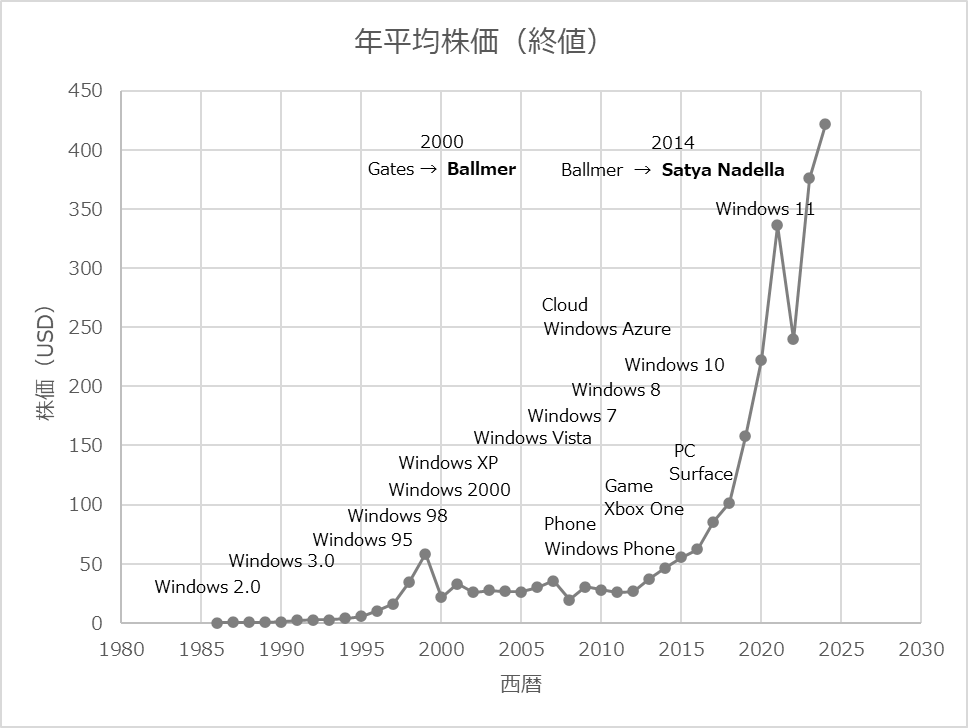 年平均株価（終値）
450
400
350
300
250
200
150
100
50
0
株価（USD）
2000
Gates → Ballmer
2014
Ballmer → Satya Nadella
Windows 11
Cloud
Windows Azure
Windows 10
Windows 8
Windows 7
Windows Vista
Windows XP
Windows 2000
Windows 98
Windows 95
Windows 3.0
Windows 2.0
PC
Surface
Game
Xbox One
Phone
Windows Phone
1980 1985 1990 1995 2000 2005 2010 2015 2020 2025 2030
西暦